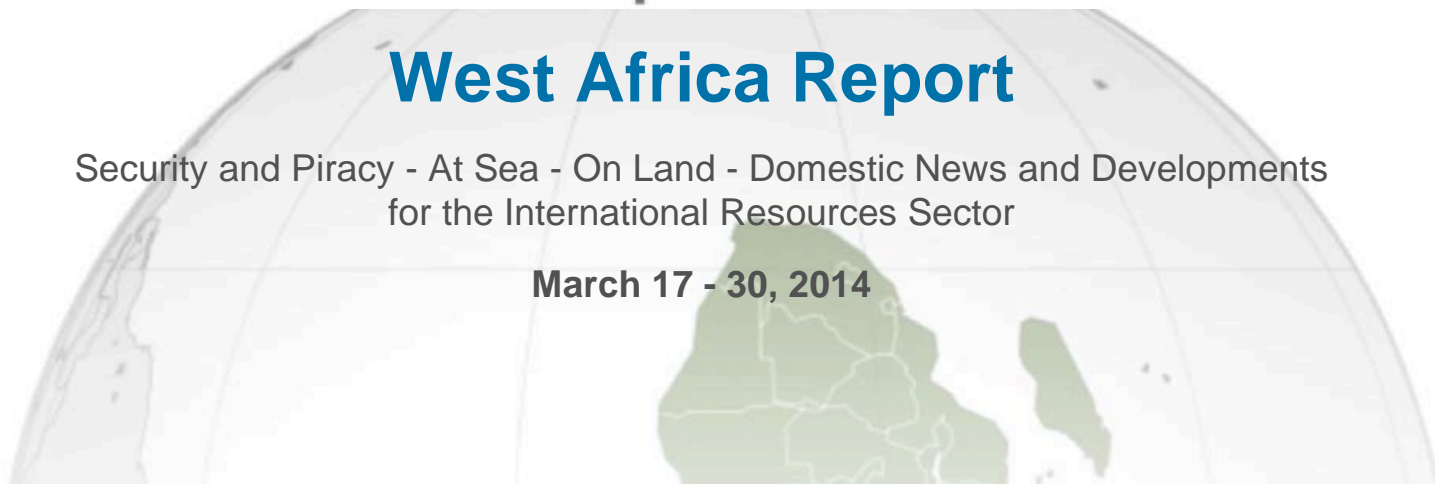 West Africa Report
Security and Piracy - At Sea - On Land - Domestic News and Developments
for the International Resources Sector
March 17 - 30, 2014